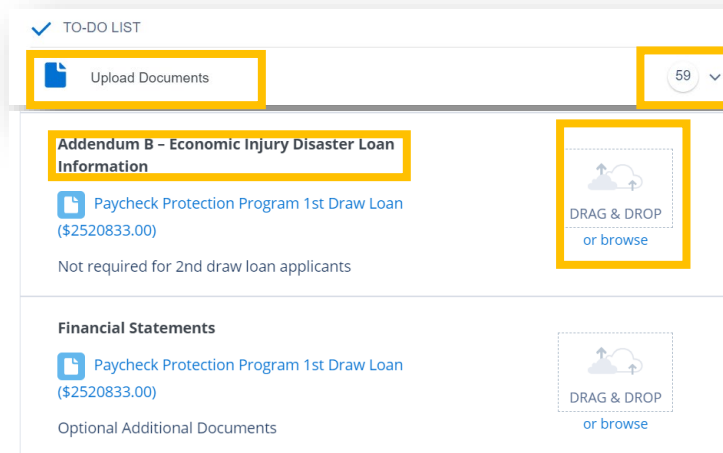 TO-DO LIST
Upload Documents
59
Addendum B – Economic Injury Disaster Loan
Information
Paycheck Protection Program 1st Draw Loan
($2520833.00)
Not required for 2nd draw loan applicants
DRAG & DROP
or browse
Financial Statements
Paycheck Protection Program 1st Draw Loan
($2520833.00)
Optional Additional Documents
DRAG & DROP
or browse